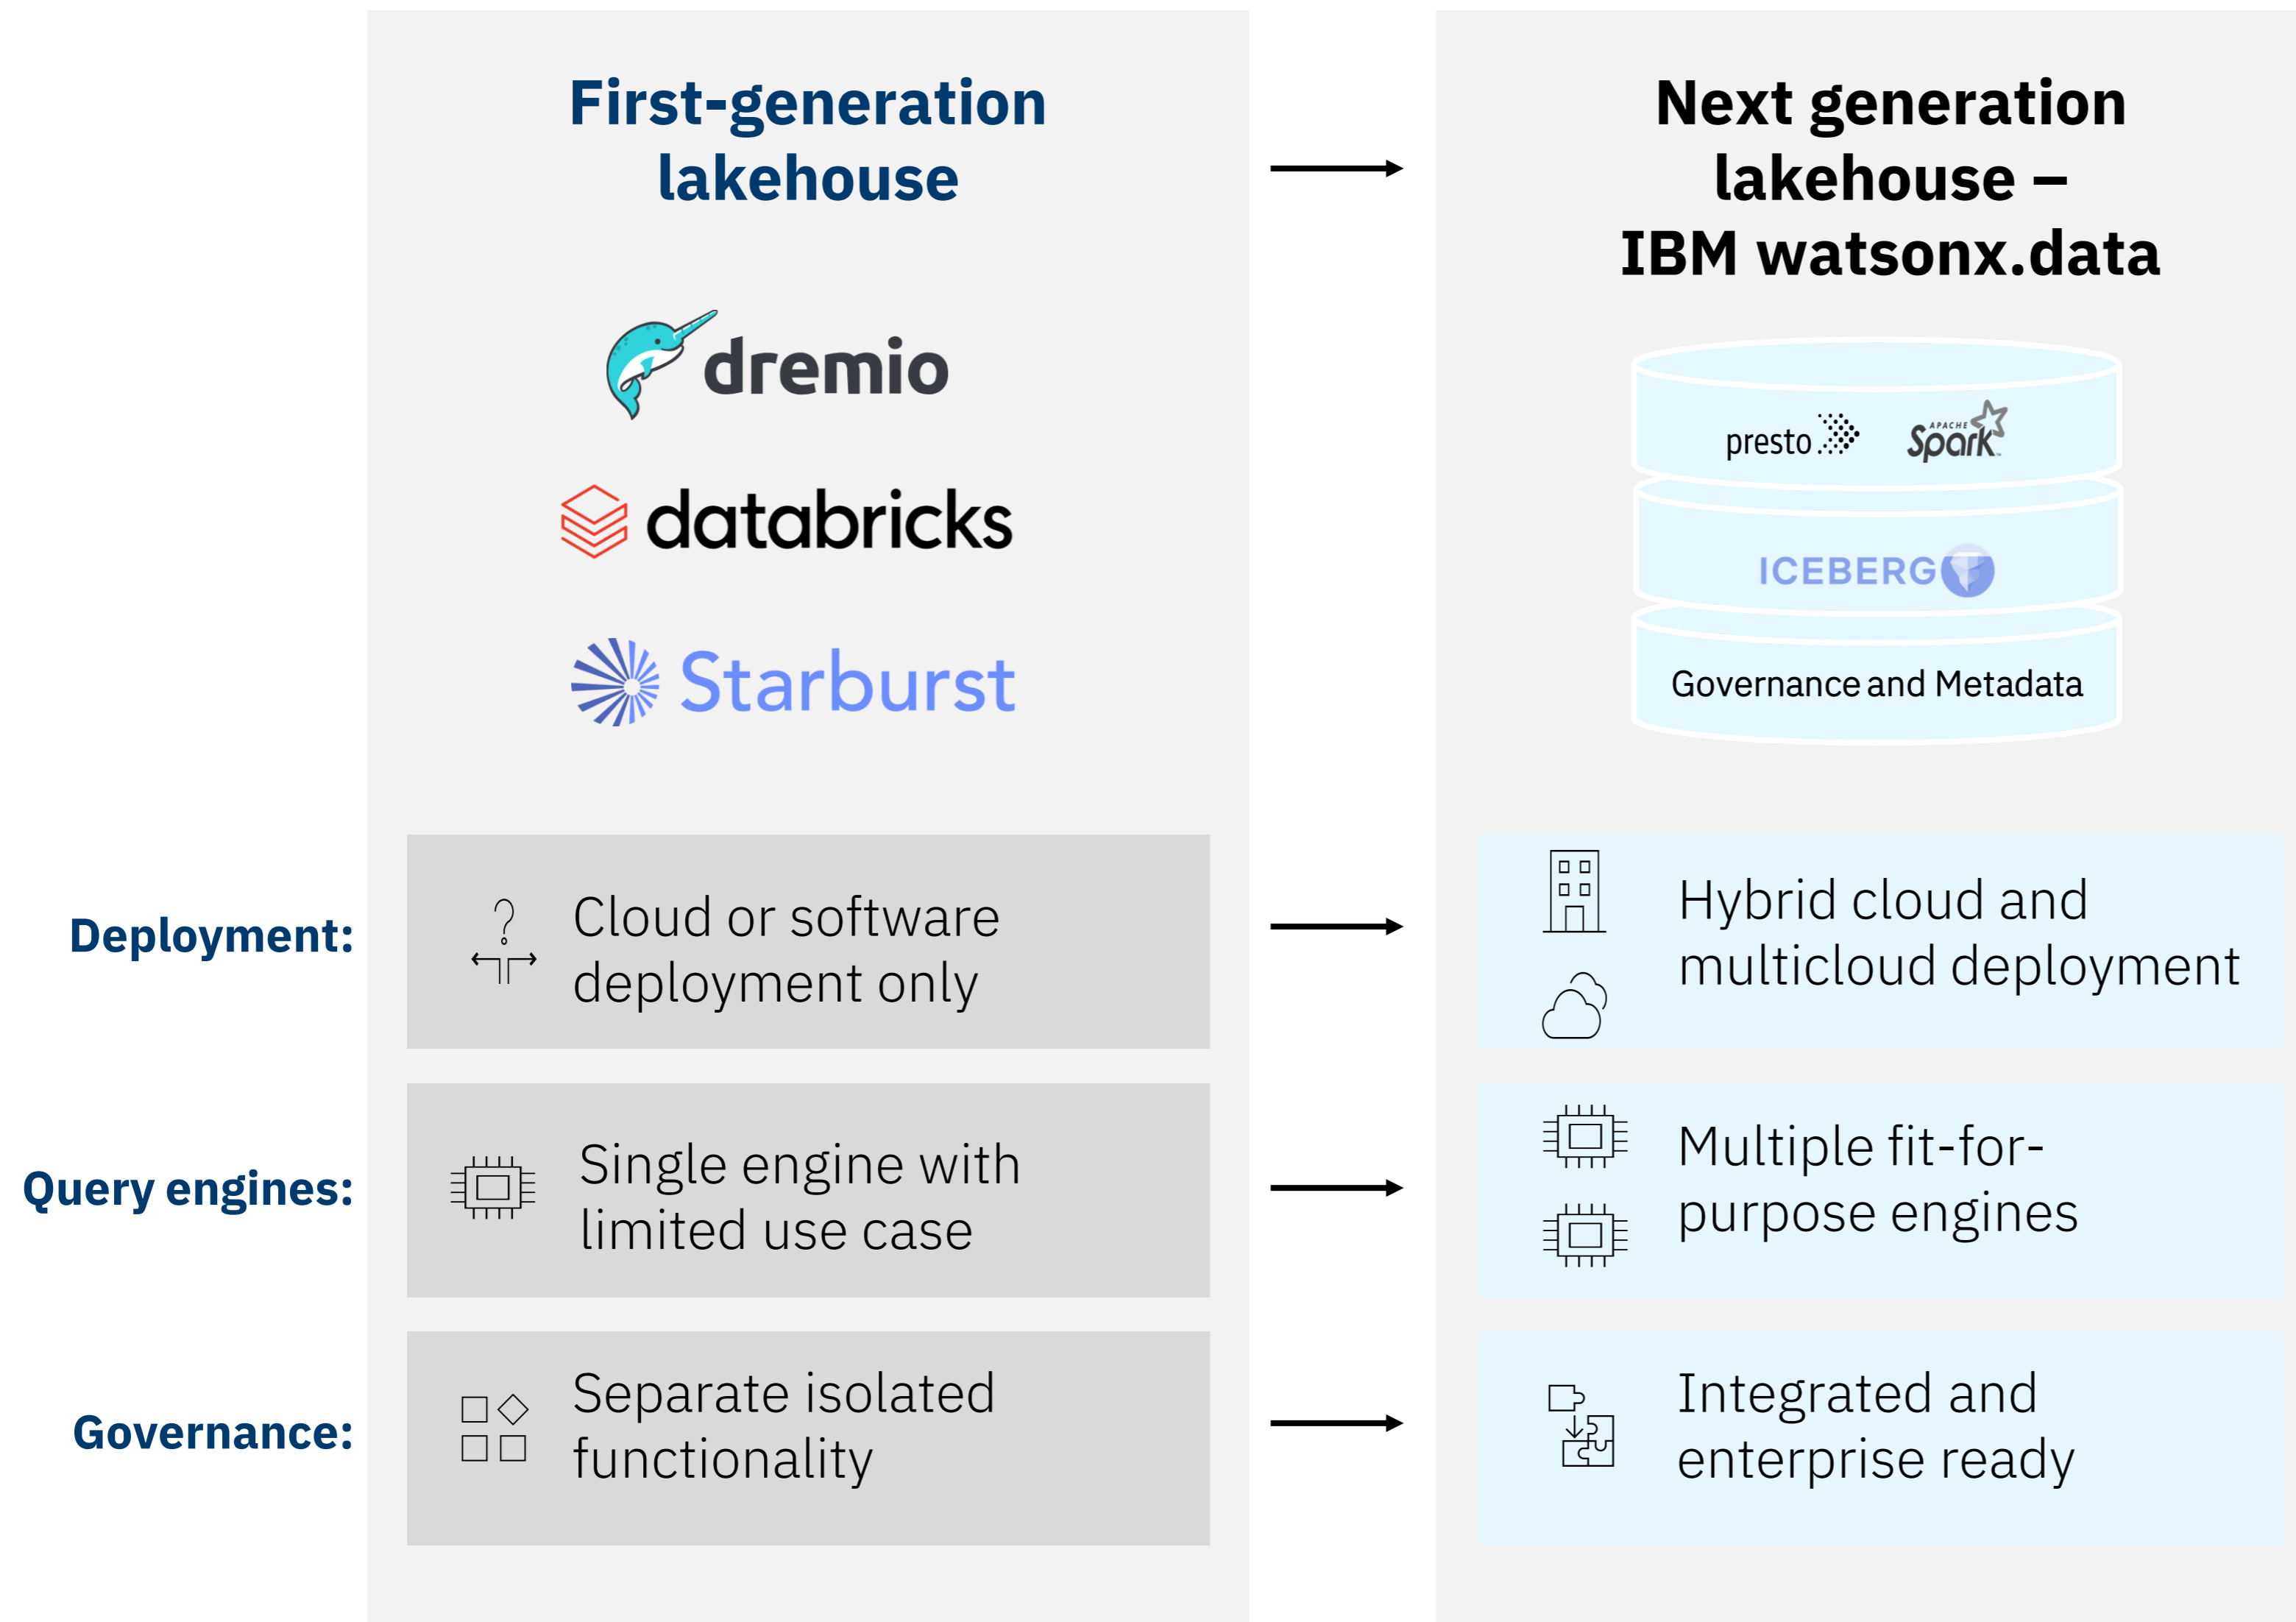 First-generation
lakehouse
Next generation
lakehouse –
IBM watsonx.data
dremio
databricks
Starburst
presto
APACHE
Spark™
ICEBERG
Governance and Metadata
Deployment:
Cloud or software
deployment only
Hybrid cloud and
multicloud deployment
Query engines:
Single engine with
limited use case
Multiple fit-for-
purpose engines
Governance:
Separate isolated
functionality
Integrated and
enterprise ready